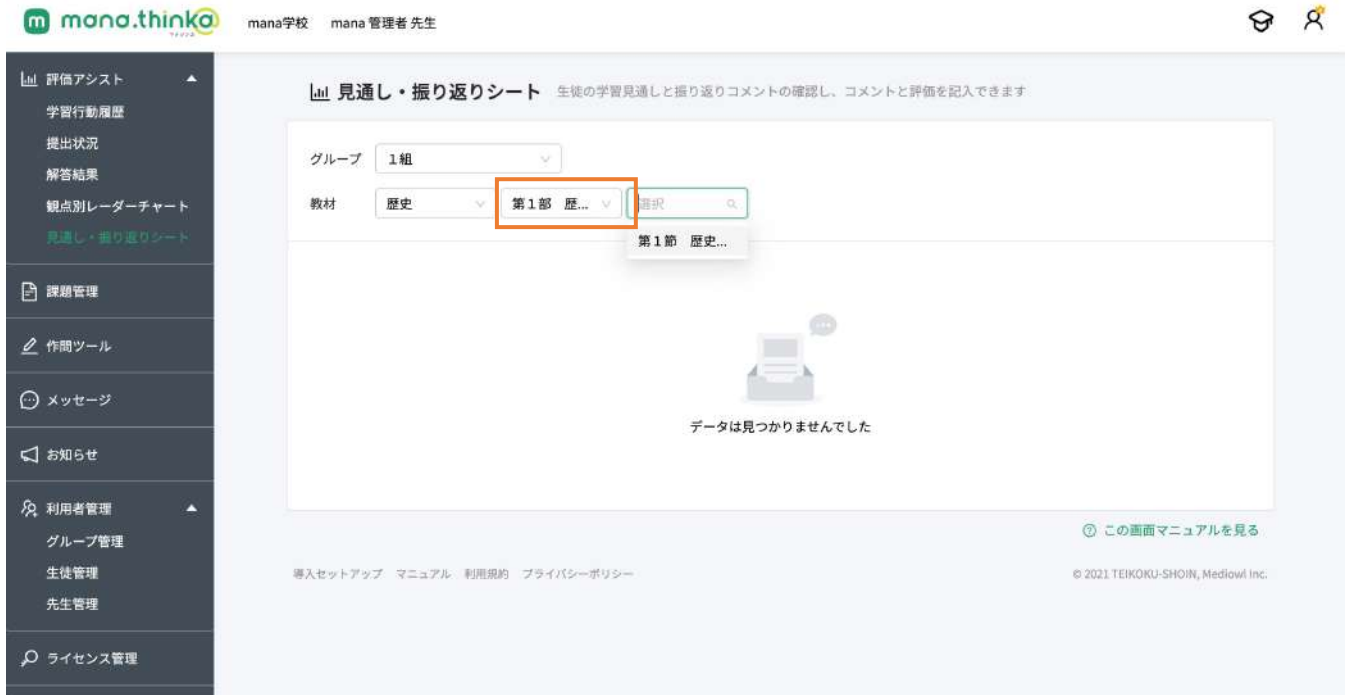 mana.think@ mana学校 mana 管理者 先生
評価アシスト
学習行動履歴
提出状況
解答結果
観点別レーダーチャート
見通し・振り返りシート
課題管理
作問ツール
メッセージ
お知らせ
利用者管理
グループ管理
生徒管理
先生管理
ライセンス管理
見通し・振り返りシート 生徒の学習見通しと振り返りコメントの確認し、コメントと評価を記入できます
グループ 1組
教材 歴史 第1部 歴... 選択
第1節 歴史...
データは見つかりませんでした
この画面マニュアルを見る
導入セットアップ マニュアル 利用規約 プライバシーポリシー
© 2021 TEIKOKU-SHOIN, Mediowl Inc.